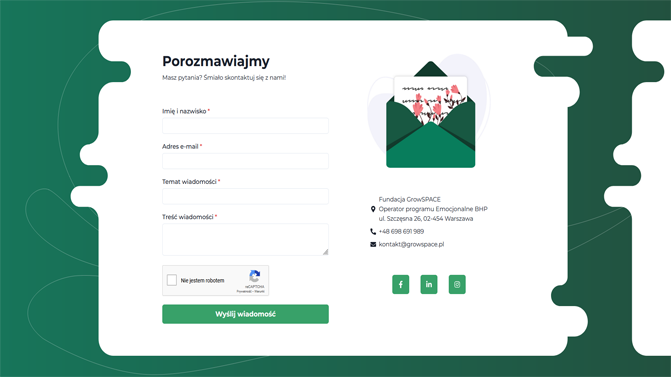 Porozmawiajmy
Masz pytania? Śmiało skontaktuj się z nami!
Imię i nazwisko *
Adres e-mail *
Temat wiadomości *
Treść wiadomości *
Nie jestem robotem
reCAPTCHA
Prywatność - Warunki
Wyślij wiadomość
Fundacja GrowSPACE
Operator programu Emocjonalne BHP
ul. Szczęsna 26, 02-454 Warszawa
+48 698 691 989
kontakt@growspace.pl